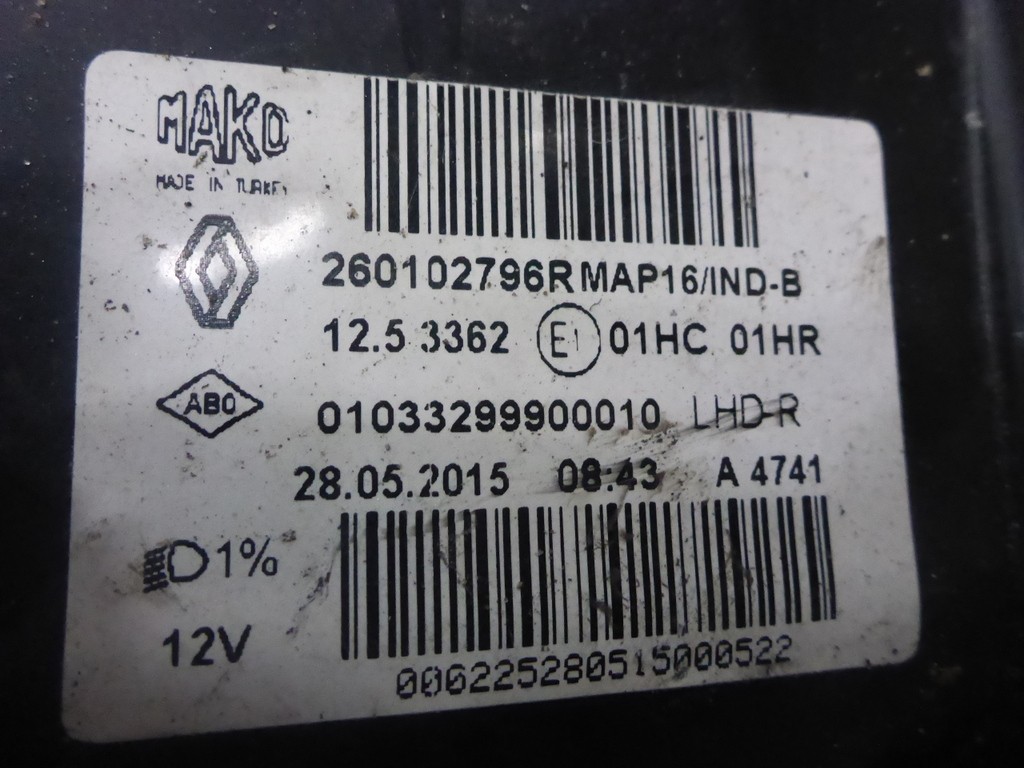 MAKO
MADE IN TURKEY
260102796R MAP16/IND-B
12.5 3362 E1 01HC 01HR
ABO
01033299900010 LHD-R
28.05.2015 08:43 A 4741
1%
12V
006225280515000522